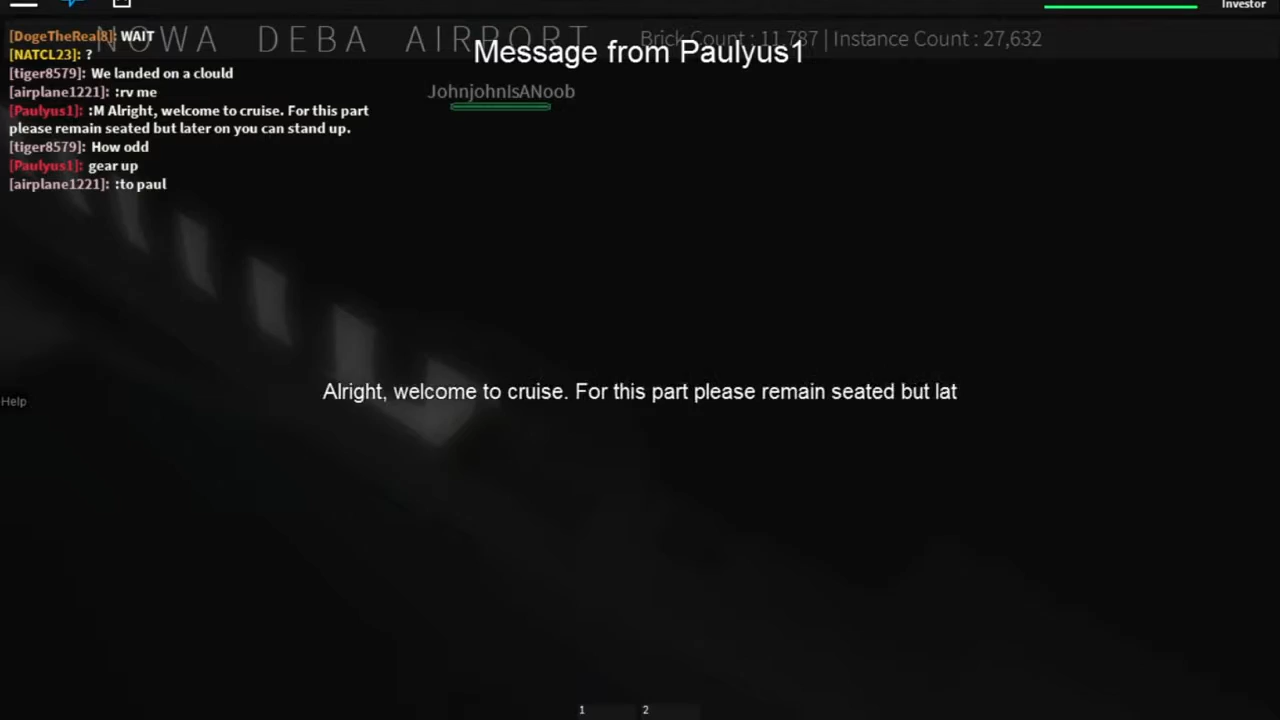 Investor
[DogeTheReal8]: WAIT
NOWA DEBA AIRPORT
Brick Count : 11,787 | Instance Count : 27,632
Message from Paulyus1
[NATCL23]: ?
[tiger8579]: We landed on a clould
[airplane1221]: :rv me
JohnjohnIsANoob
[Paulyus1]: :M Alright, welcome to cruise. For this part
please remain seated but later on you can stand up.
[tiger8579]: How odd
[Paulyus1]: gear up
[airplane1221]: :to paul
Alright, welcome to cruise. For this part please remain seated but lat
Help
1
2